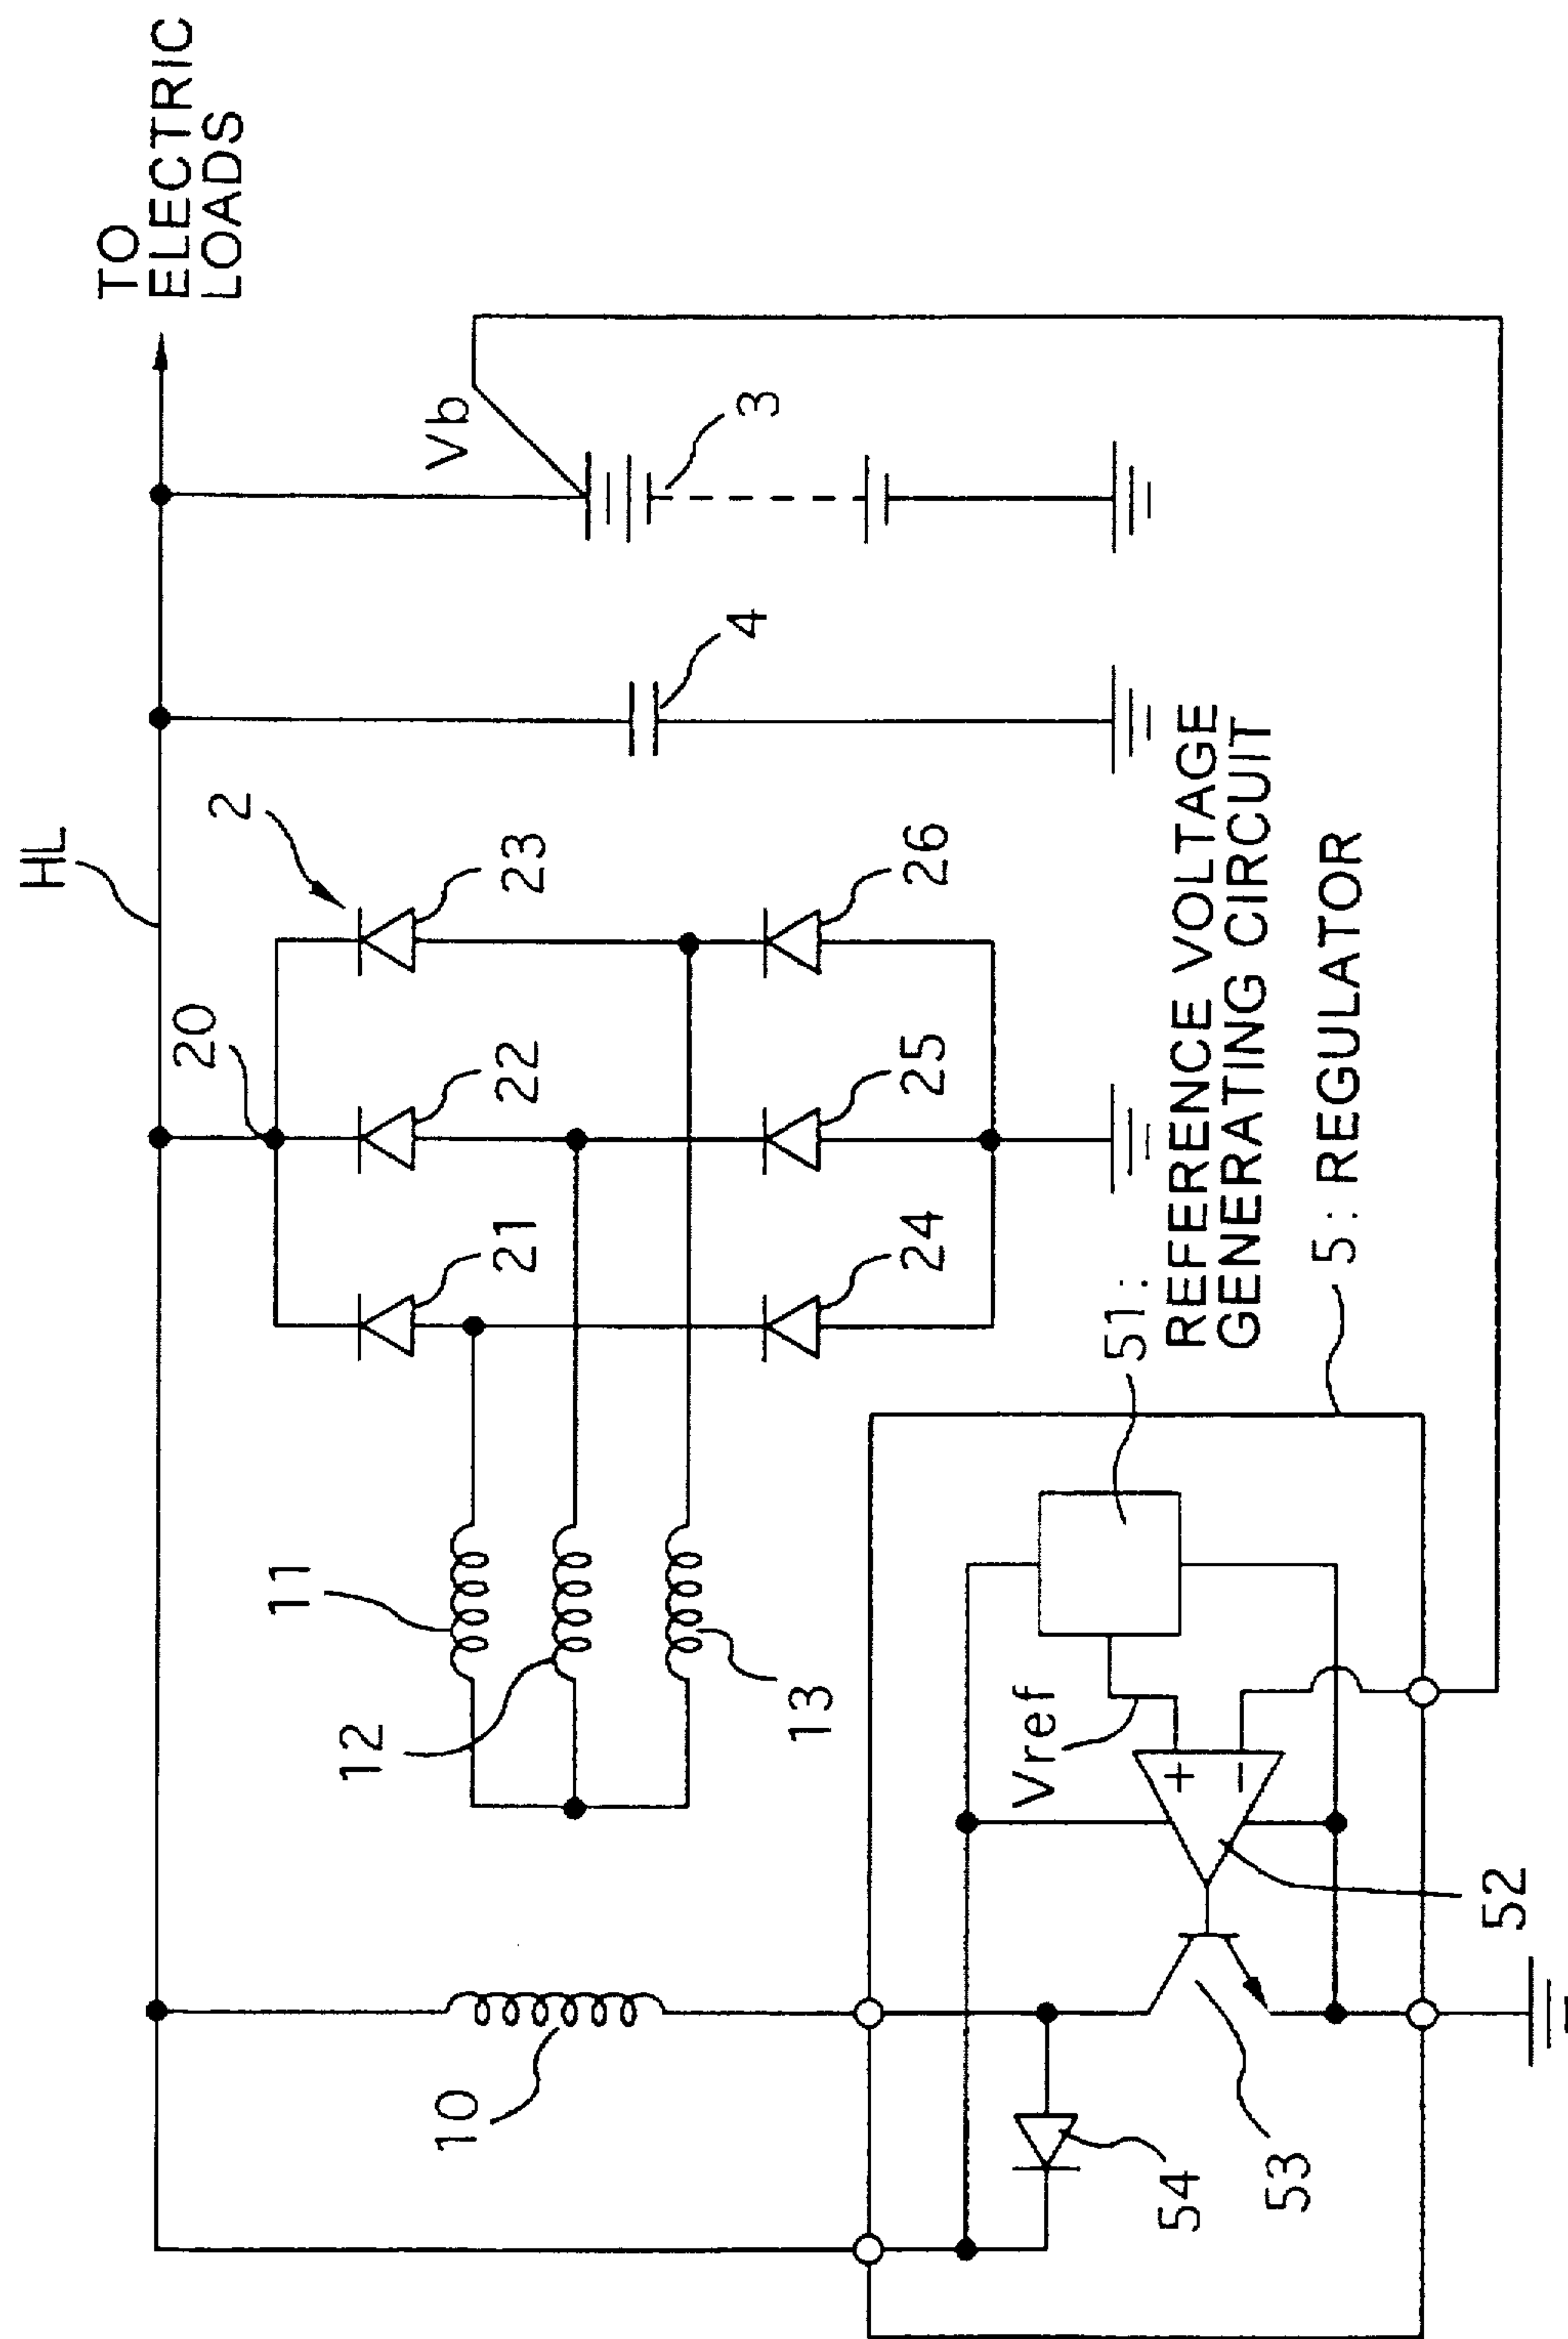 TO
ELECTRIC
LOADS
HL
Vb
3
4
2
20
23
22
21
26
25
24
11
12
13
10
51:
REFERENCE VOLTAGE
GENERATING CIRCUIT
5: REGULATOR
Vref
+
−
52
53
54